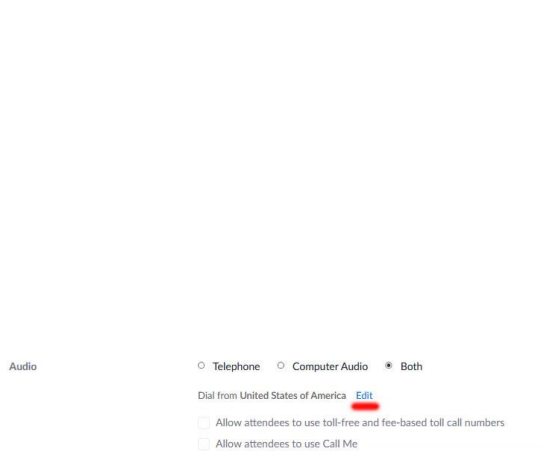 Audio Telephone Computer Audio Both
Dial from United States of America Edit
Allow attendees to use toll-free and fee-based toll call numbers
Allow attendees to use Call Me